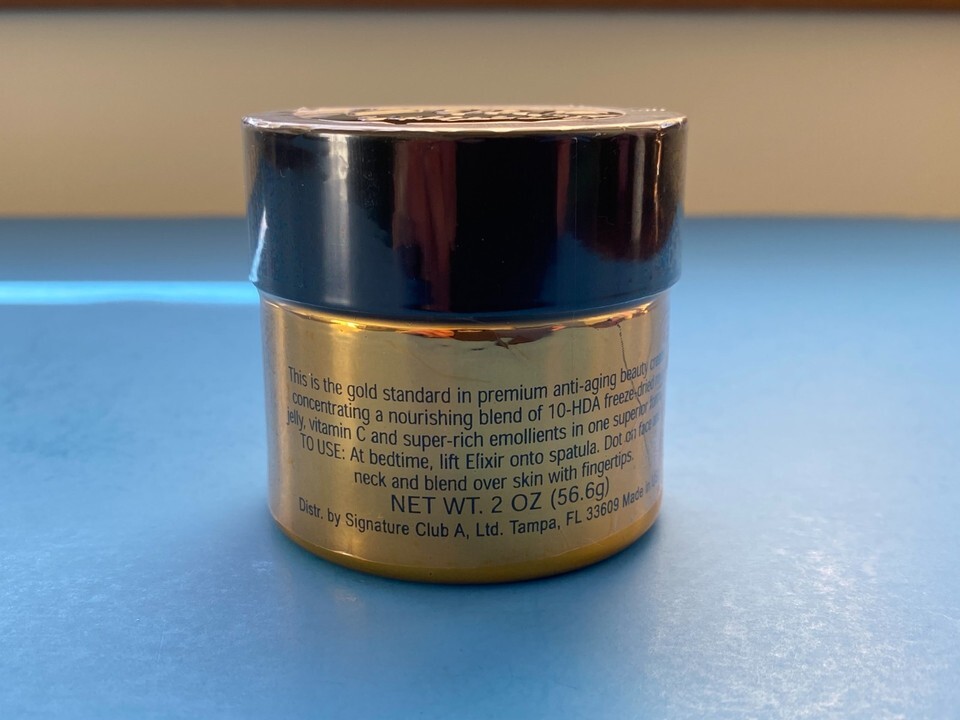 This is the gold standard in premium anti-aging beauty
concentrating a nourishing blend of 10-HDA freeze-dried
jelly, vitamin C and super-rich emollients in one superior
TO USE: At bedtime, lift Elixir onto spatula. Dot on face
neck and blend over skin with fingertips.
NET WT. 2 OZ (56.6g)
Distr. by Signature Club A, Ltd. Tampa, FL 33609 Made in